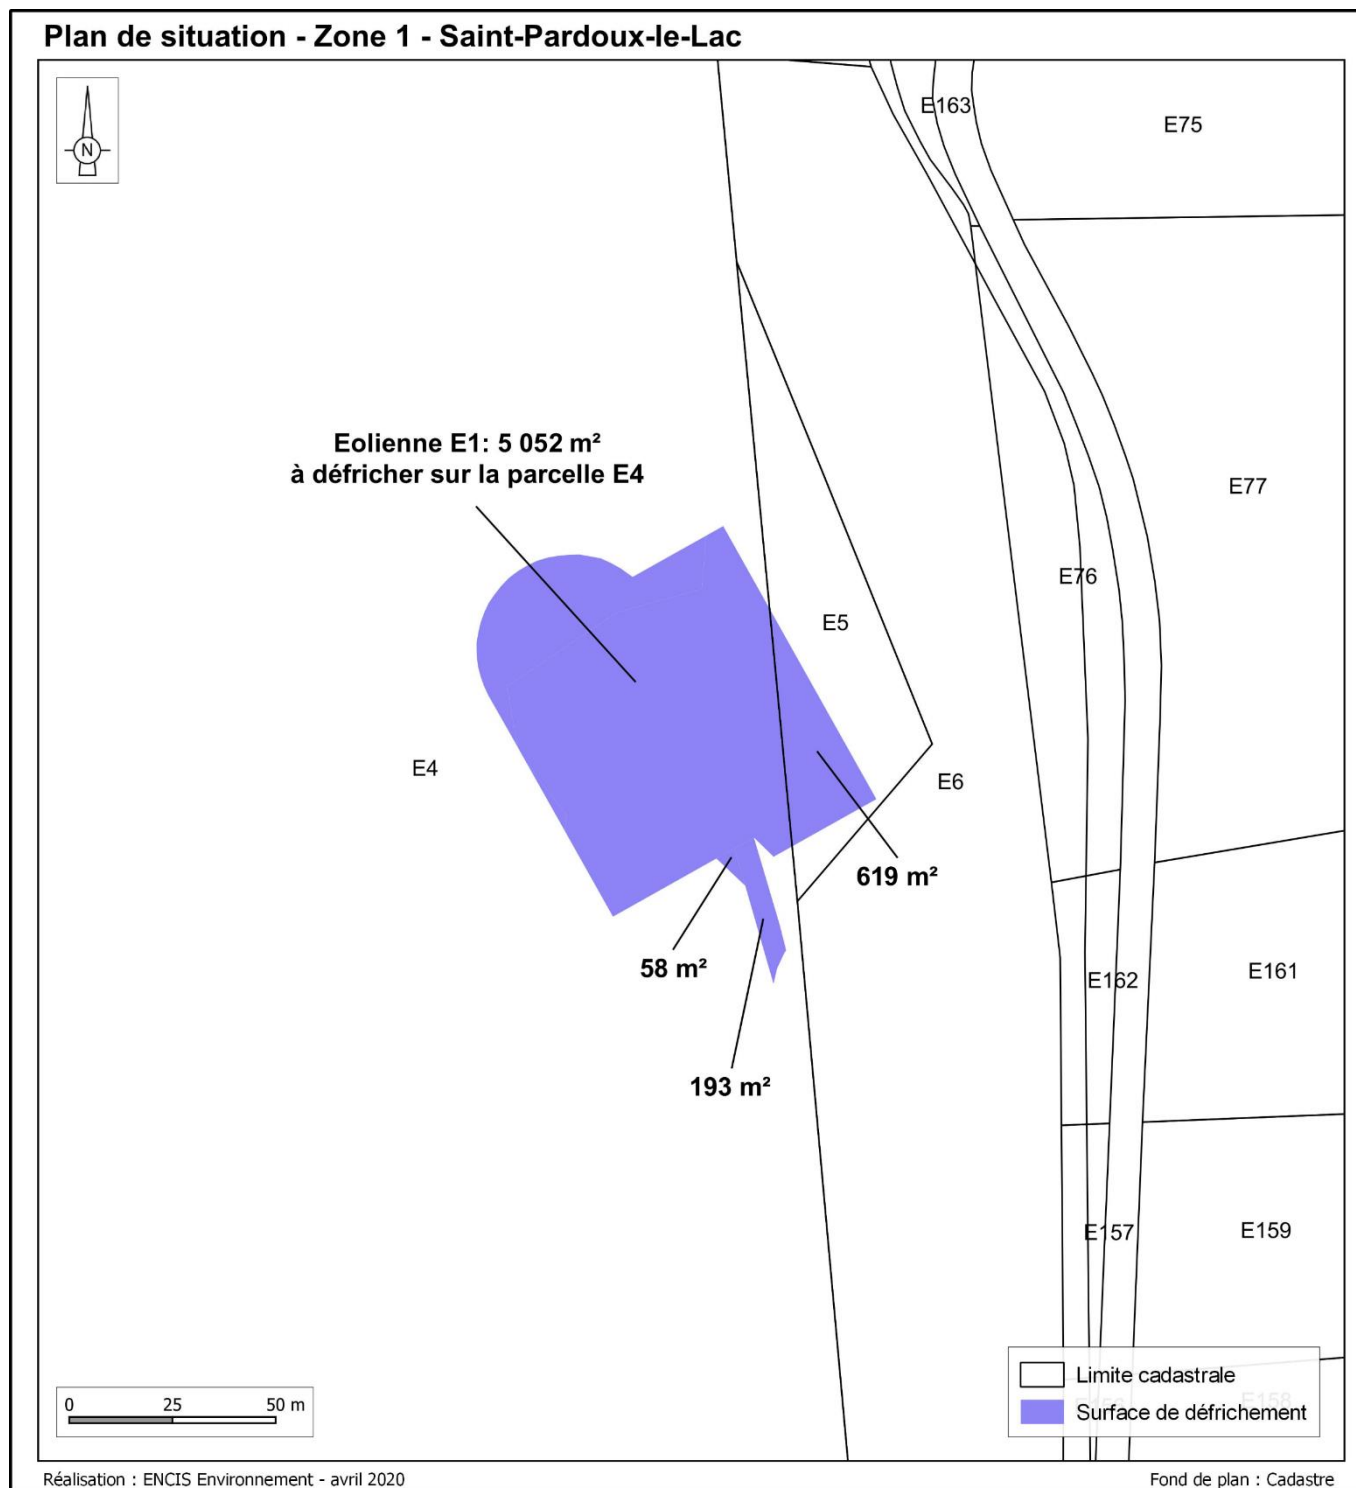 Plan de situation - Zone 1 - Saint-Pardoux-le-Lac
N
E163
E75
Eolienne E1: 5 052 m²
à défricher sur la parcelle E4
E77
E76
E5
E4
E6
619 m²
58 m²
E162
E161
193 m²
E157
E159
Limite cadastrale
E158
Surface de défrichement
0 25 50 m
Réalisation : ENCIS Environnement - avril 2020
Fond de plan : Cadastre